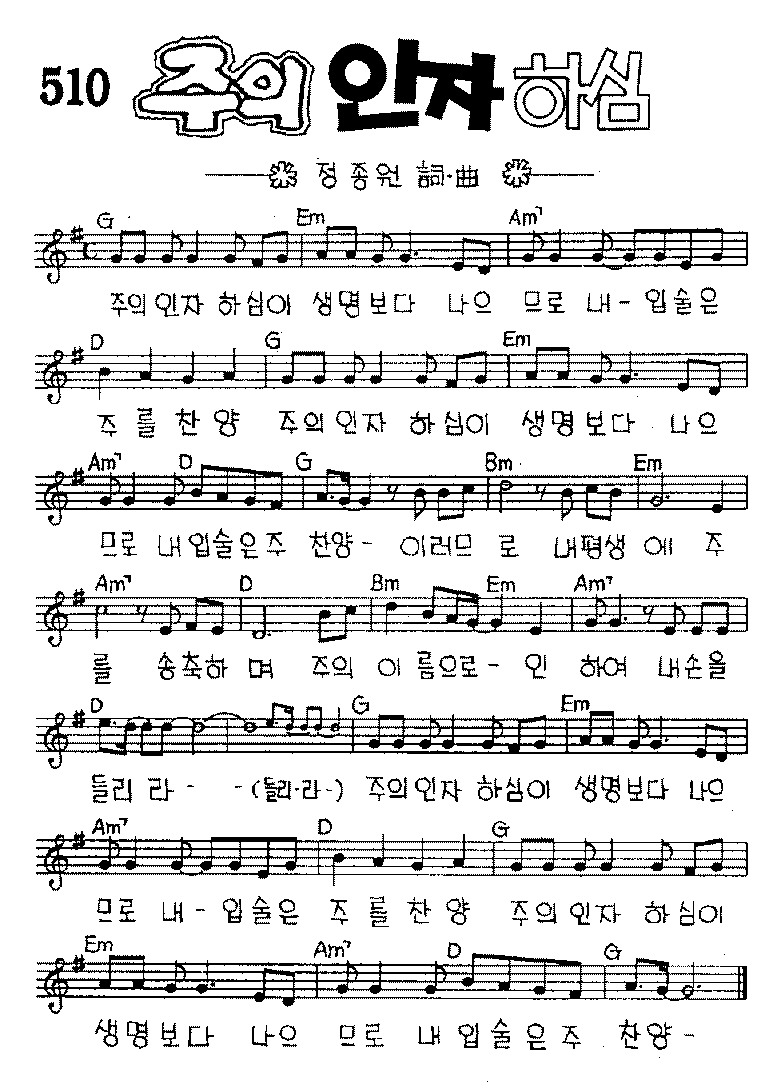 510 주의 인자 하심
정종원 詞·曲
G Em Am7
주의 인자 하심이 생명보다 나으 므로 내- 입술은
D G Em
주 를 찬 양 주의 인자 하심이 생명보다 나으
Am7 D G Bm Em
므로 내입술은주 찬양- 이러므 로 내평생 에 주
Am7 D Bm Em Am7
를 송축하 며 주의 이 름으로- 인 하여 내손을
D G Em
들리 라- -(들리·라-) 주의인자 하심이 생명보다 나으
Am7 D G
므로 내- 입술은 주 를 찬 양 주의인자 하심이
Em Am7 D G
생명보다 나으 므로 내 입술은주 찬양-